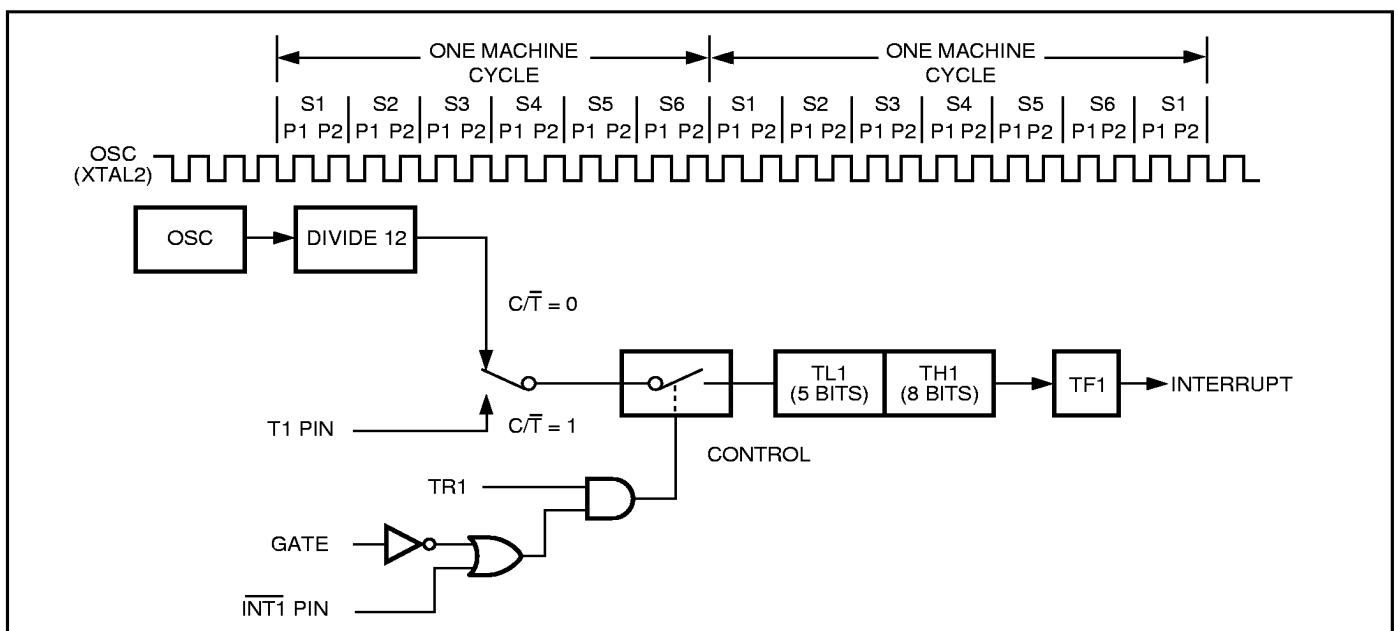 ONE MACHINE
CYCLE
ONE MACHINE
CYCLE
S1 S2 S3 S4 S5 S6 S1 S2 S3 S4 S5 S6 S1
P1 P2 P1 P2 P1 P2 P1 P2 P1 P2 P1 P2 P1 P2 P1 P2 P1 P2 P1 P2 P1 P2 P1 P2 P1 P2
OSC
(XTAL2)
OSC
DIVIDE 12
C/T̅ = 0
TL1
(5 BITS)
TH1
(8 BITS)
TF1
INTERRUPT
T1 PIN
C/T̅ = 1
CONTROL
TR1
GATE
I̅N̅T̅1̅ PIN